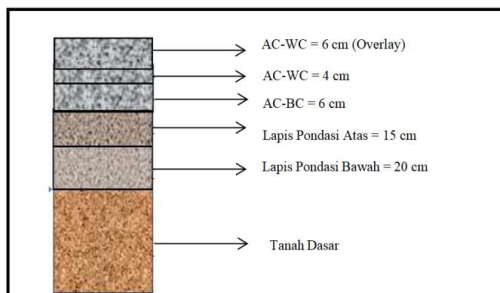 AC-WC = 6 cm (Overlay)
AC-WC = 4 cm
AC-BC = 6 cm
Lapis Pondasi Atas = 15 cm
Lapis Pondasi Bawah = 20 cm
Tanah Dasar